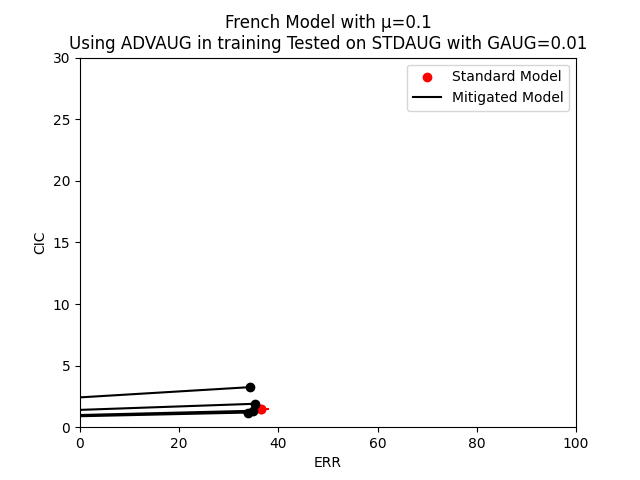 French Model with μ=0.1
Using ADVAUG in training Tested on STDAUG with GAUG=0.01
Standard Model
Mitigated Model
30
25
20
15
10
5
0
CIC
0 20 40 60 80 100
ERR